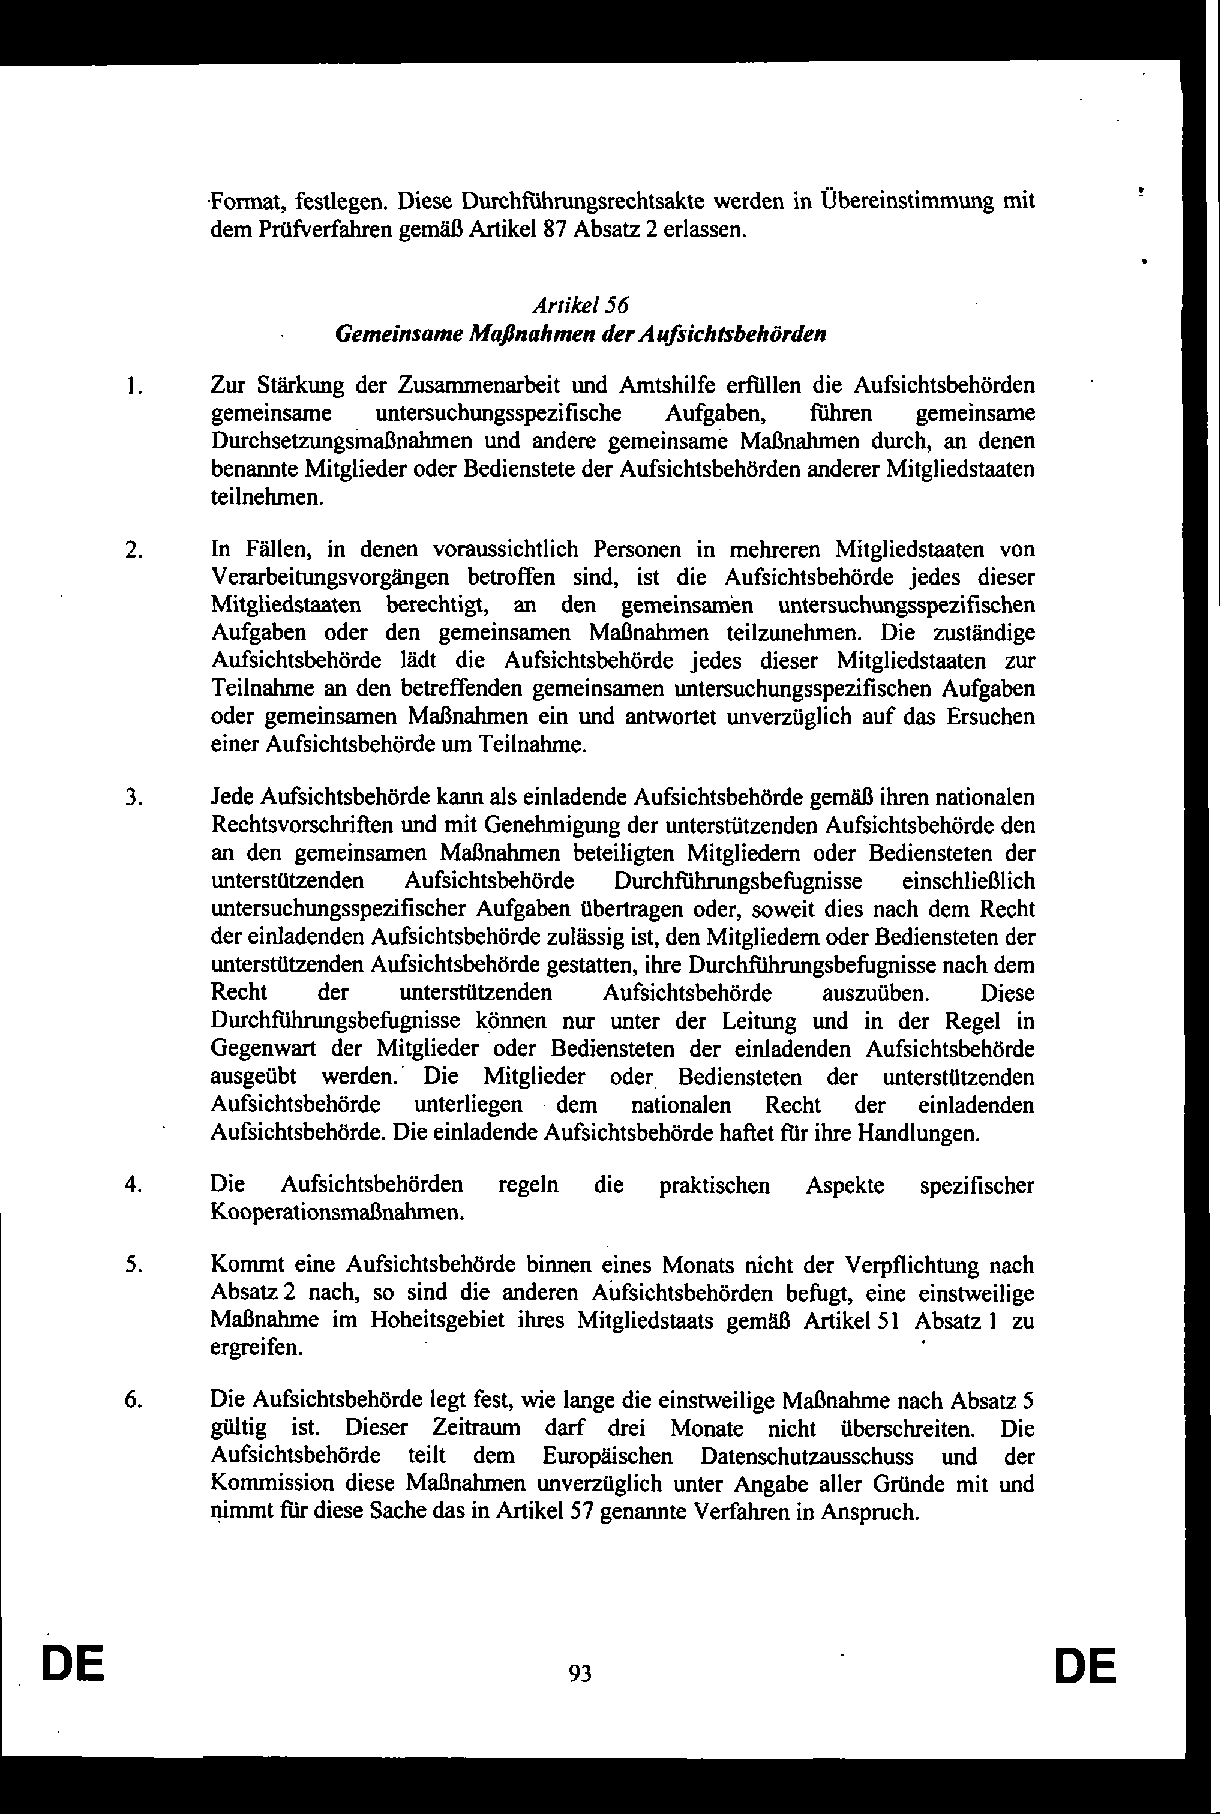 Format, festlegen. Diese Durchführungsrechtsakte werden in Übereinstimmung mit
dem Prüfverfahren gemäß Artikel 87 Absatz 2 erlassen.
Artikel 56
Gemeinsame Maßnahmen der Aufsichtsbehörden
1. Zur Stärkung der Zusammenarbeit und Amtshilfe erfüllen die Aufsichtsbehörden
gemeinsame untersuchungsspezifische Aufgaben, führen gemeinsame
Durchsetzungsmaßnahmen und andere gemeinsame Maßnahmen durch, an denen
benannte Mitglieder oder Bedienstete der Aufsichtsbehörden anderer Mitgliedstaaten
teilnehmen.
2. In Fällen, in denen voraussichtlich Personen in mehreren Mitgliedstaaten von
Verarbeitungsvorgängen betroffen sind, ist die Aufsichtsbehörde jedes dieser
Mitgliedstaaten berechtigt, an den gemeinsamen untersuchungsspezifischen
Aufgaben oder den gemeinsamen Maßnahmen teilzunehmen. Die zuständige
Aufsichtsbehörde lädt die Aufsichtsbehörde jedes dieser Mitgliedstaaten zur
Teilnahme an den betreffenden gemeinsamen untersuchungsspezifischen Aufgaben
oder gemeinsamen Maßnahmen ein und antwortet unverzüglich auf das Ersuchen
einer Aufsichtsbehörde um Teilnahme.
3. Jede Aufsichtsbehörde kann als einladende Aufsichtsbehörde gemäß ihren nationalen
Rechtsvorschriften und mit Genehmigung der unterstützenden Aufsichtsbehörde den
an den gemeinsamen Maßnahmen beteiligten Mitgliedern oder Bediensteten der
unterstützenden Aufsichtsbehörde Durchführungsbefugnisse einschließlich
untersuchungsspezifischer Aufgaben übertragen oder, soweit dies nach dem Recht
der einladenden Aufsichtsbehörde zulässig ist, den Mitgliedern oder Bediensteten der
unterstützenden Aufsichtsbehörde gestatten, ihre Durchführungsbefugnisse nach dem
Recht der unterstützenden Aufsichtsbehörde auszuüben. Diese
Durchführungsbefugnisse können nur unter der Leitung und in der Regel in
Gegenwart der Mitglieder oder Bediensteten der einladenden Aufsichtsbehörde
ausgeübt werden. Die Mitglieder oder Bediensteten der unterstützenden
Aufsichtsbehörde unterliegen dem nationalen Recht der einladenden
Aufsichtsbehörde. Die einladende Aufsichtsbehörde haftet für ihre Handlungen.
4. Die Aufsichtsbehörden regeln die praktischen Aspekte spezifischer
Kooperationsmaßnahmen.
5. Kommt eine Aufsichtsbehörde binnen eines Monats nicht der Verpflichtung nach
Absatz 2 nach, so sind die anderen Aufsichtsbehörden befugt, eine einstweilige
Maßnahme im Hoheitsgebiet ihres Mitgliedstaats gemäß Artikel 51 Absatz 1 zu
ergreifen.
6. Die Aufsichtsbehörde legt fest, wie lange die einstweilige Maßnahme nach Absatz 5
gültig ist. Dieser Zeitraum darf drei Monate nicht überschreiten. Die
Aufsichtsbehörde teilt dem Europäischen Datenschutzausschuss und der
Kommission diese Maßnahmen unverzüglich unter Angabe aller Gründe mit und
nimmt für diese Sache das in Artikel 57 genannte Verfahren in Anspruch.
DE 93 DE